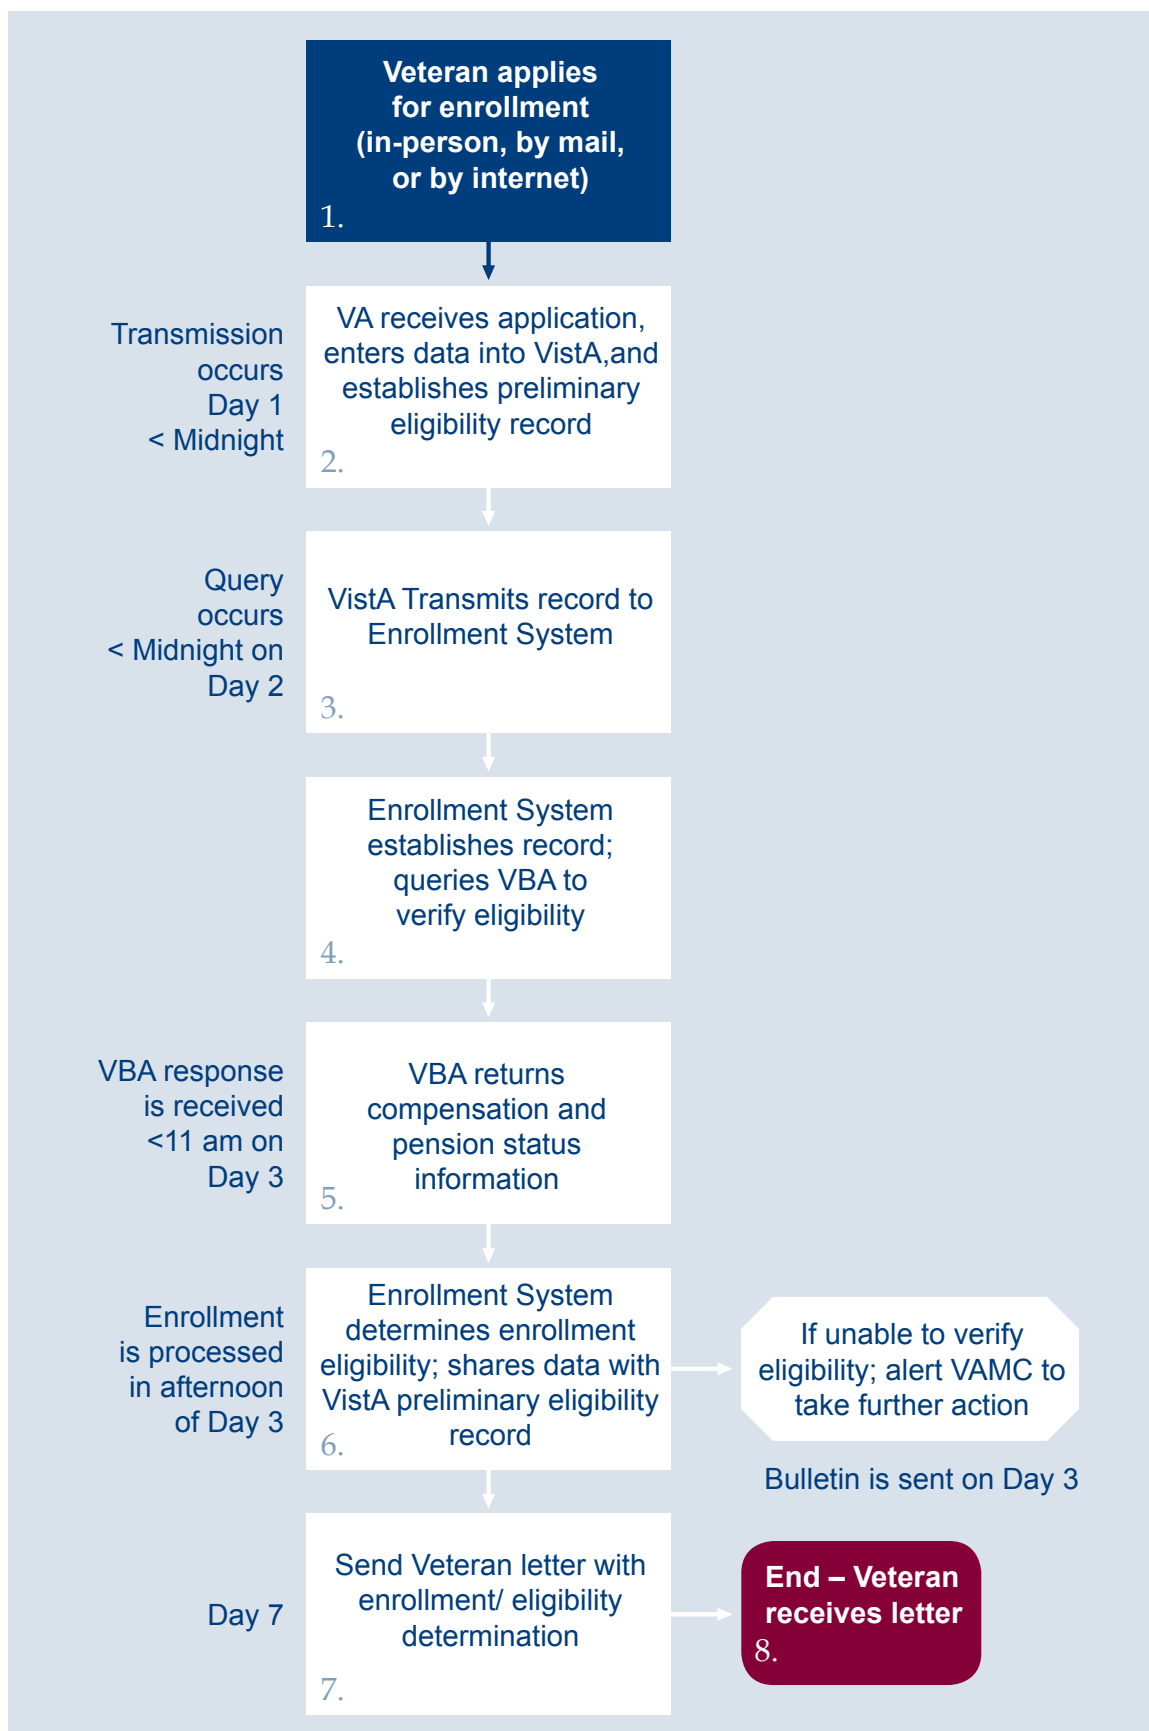 Veteran applies
for enrollment
(in-person, by mail,
or by internet)
1.
Transmission
occurs
Day 1
< Midnight
VA receives application,
enters data into VistA,and
establishes preliminary
eligibility record
2.
Query
occurs
< Midnight on
Day 2
VistA Transmits record to
Enrollment System
3.
Enrollment System
establishes record;
queries VBA to
verify eligibility
4.
VBA response
is received
<11 am on
Day 3
VBA returns
compensation and
pension status
information
5.
Enrollment
is processed
in afternoon
of Day 3
Enrollment System
determines enrollment
eligibility; shares data with
VistA preliminary eligibility
record
6.
If unable to verify
eligibility; alert VAMC to
take further action
Bulletin is sent on Day 3
Day 7
Send Veteran letter with
enrollment/ eligibility
determination
7.
End – Veteran
receives letter
8.